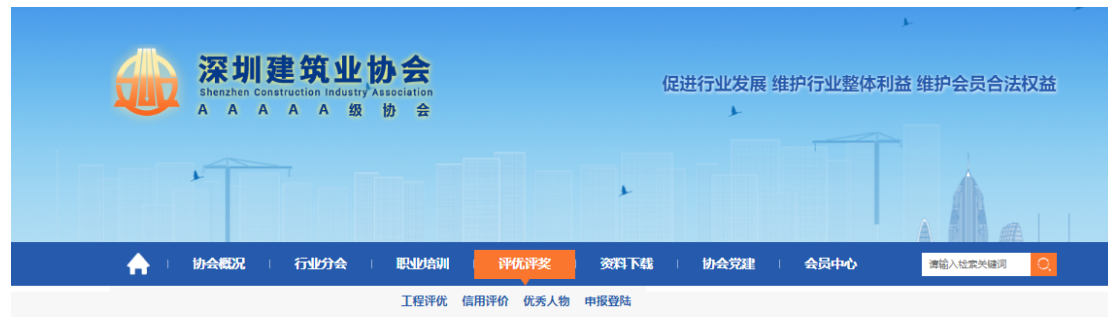 深圳建筑业协会
Shenzhen Construction Industry Association
AAAAA级协会
促进行业发展 维护行业整体利益 维护会员合法权益
协会概况 行业分会 职业培训 评优评奖 资料下载 协会党建 会员中心 请输入检索关键词
工程评优 信用评价 优秀人物 申报登陆